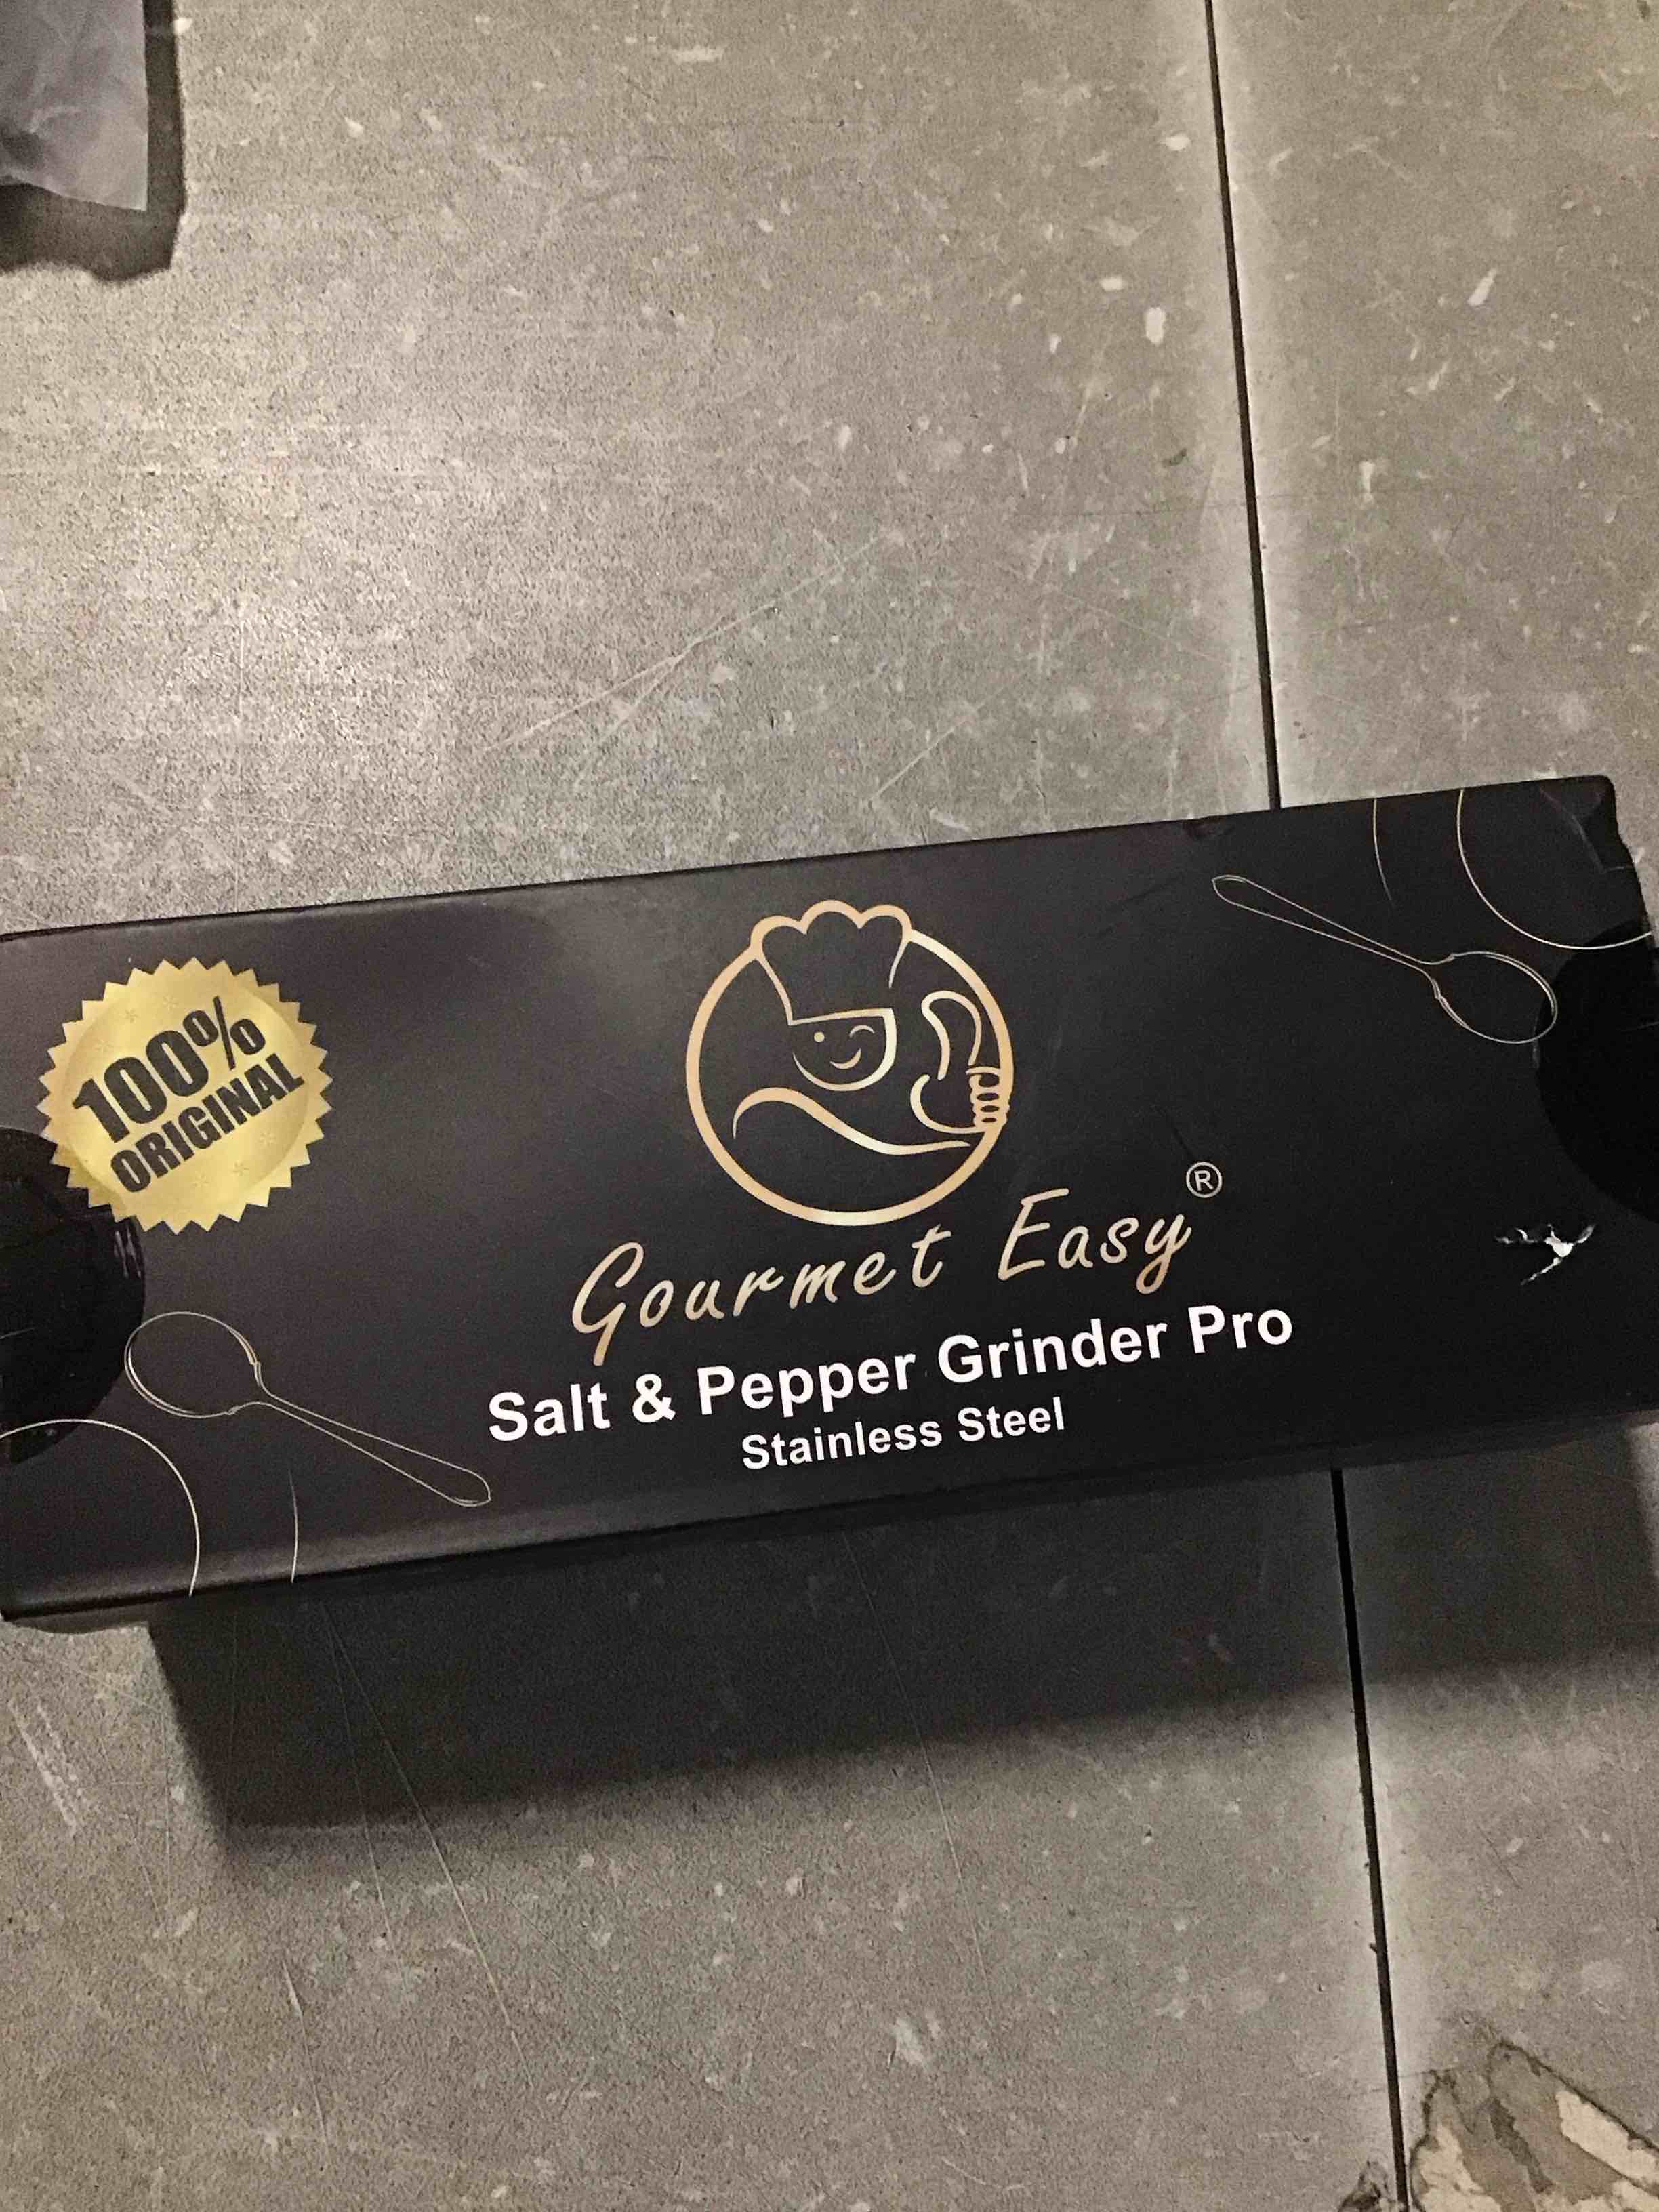 100%
ORIGINAL
Gourmet Easy®
Salt & Pepper Grinder Pro
Stainless Steel